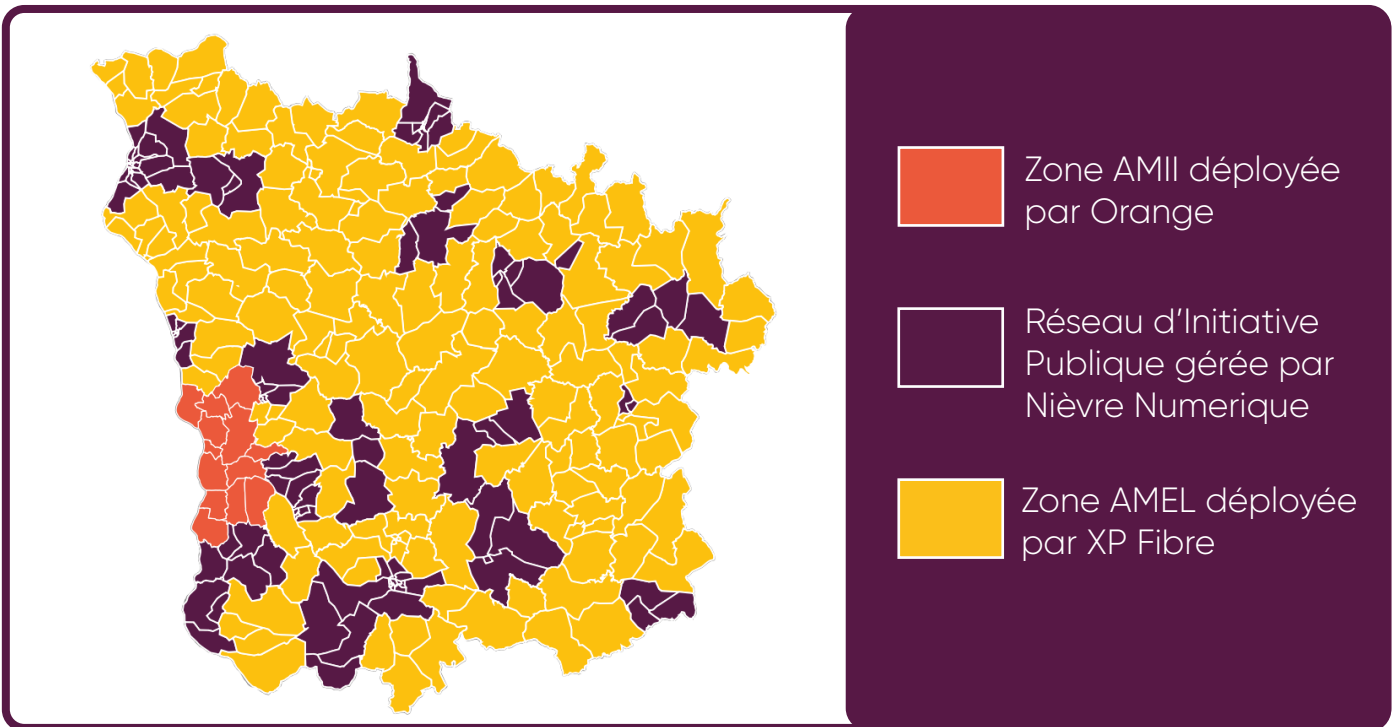 Zone AMII déployée
par Orange
Réseau d’Initiative
Publique gérée par
Nièvre Numerique
Zone AMEL déployée
par XP Fibre